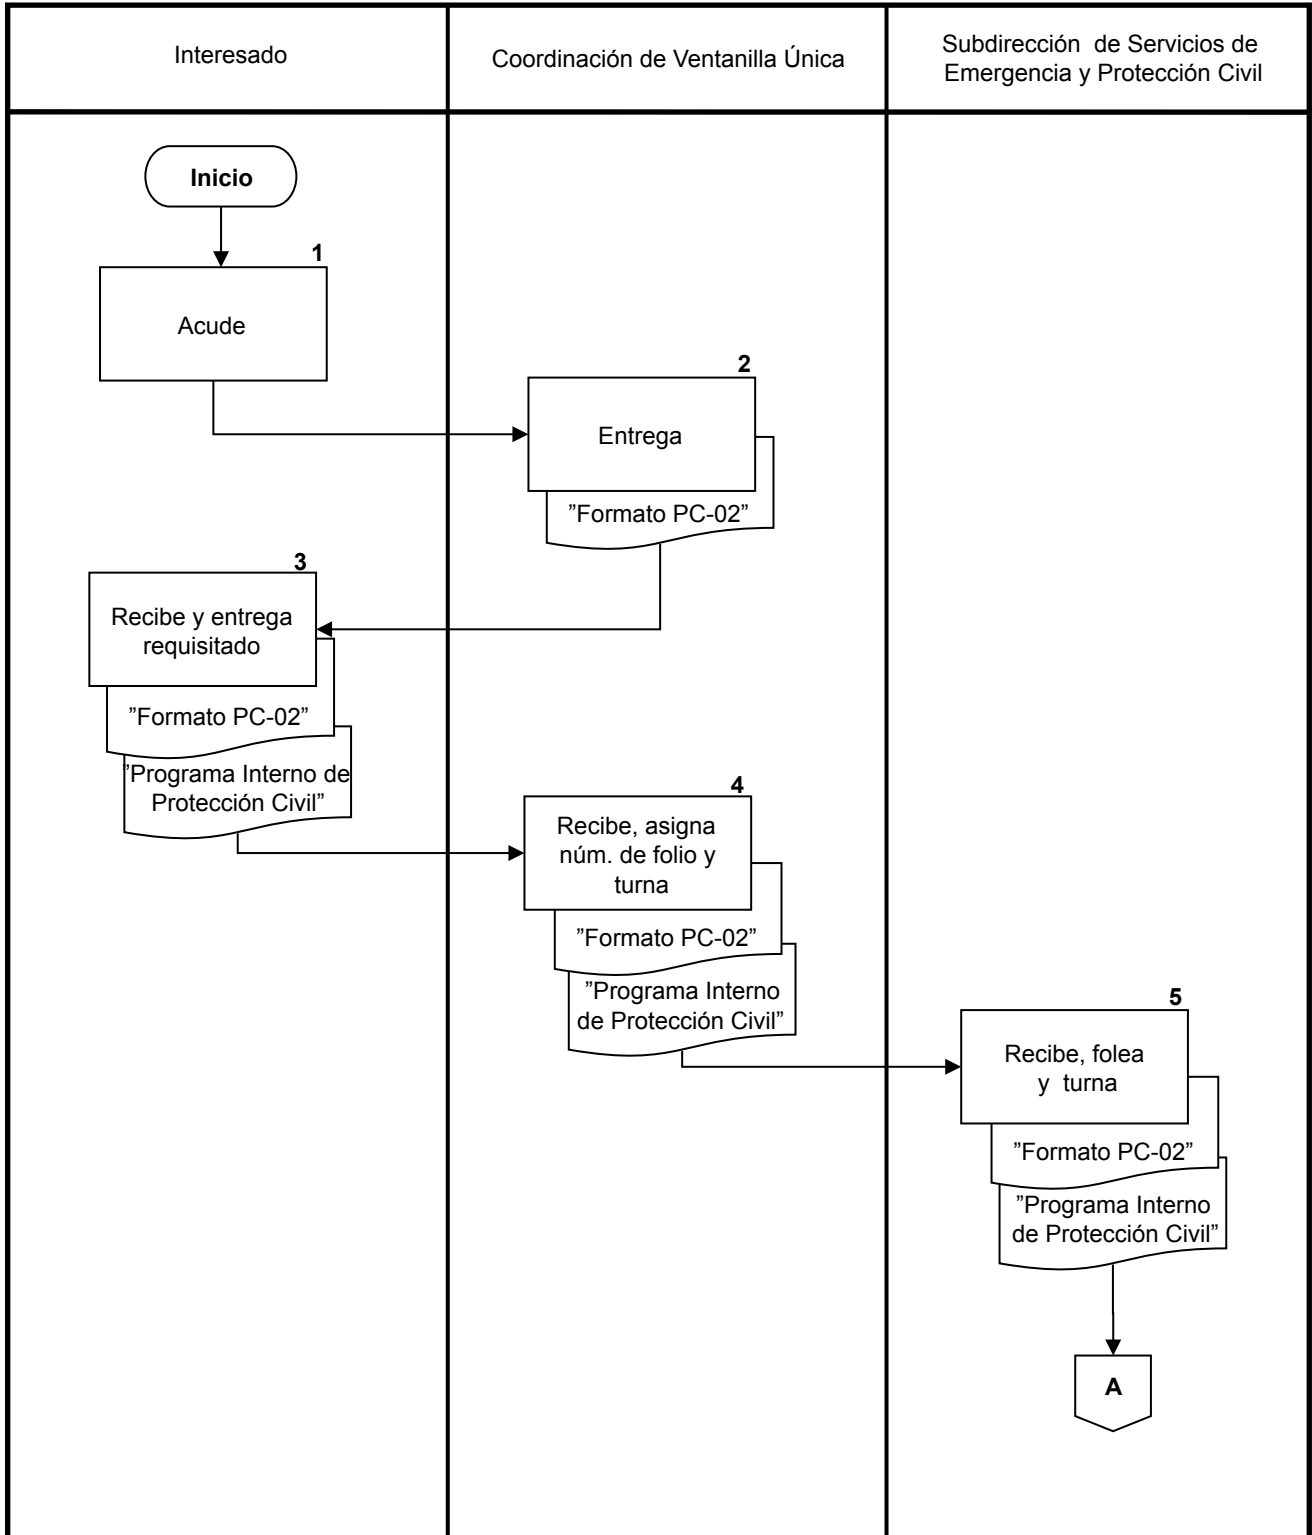 Interesado
Coordinación de Ventanilla Única
Subdirección de Servicios de
Emergencia y Protección Civil
Inicio
1
Acude
2
Entrega
”Formato PC-02”
3
Recibe y entrega
requisitado
”Formato PC-02”
”Programa Interno de
Protección Civil”
4
Recibe, asigna
núm. de folio y
turna
”Formato PC-02”
”Programa Interno
de Protección Civil”
5
Recibe, folea
y turna
”Formato PC-02”
”Programa Interno
de Protección Civil”
A